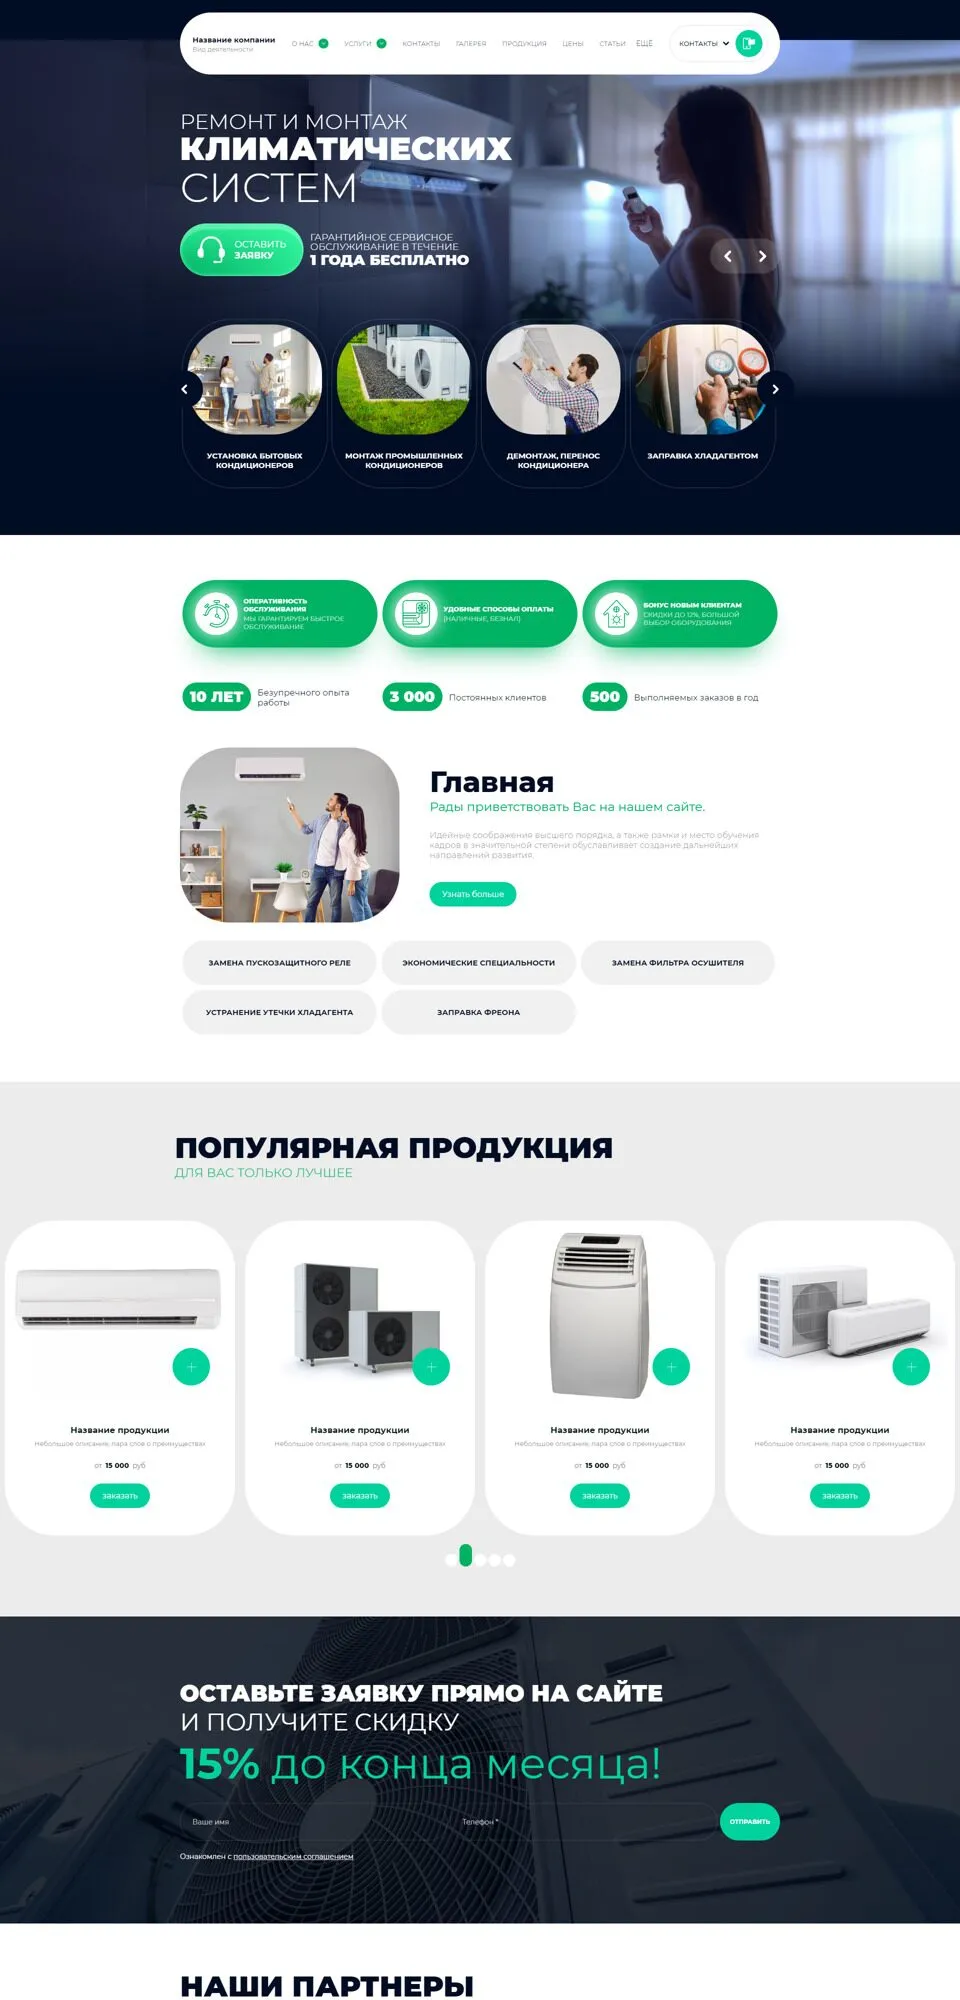 Название компании
Вид деятельности
О НАС
УСЛУГИ
КОНТАКТЫ
ГАЛЕРЕЯ
ПРОДУКЦИЯ
ЦЕНЫ
СТАТЬИ
ЕЩЁ
КОНТАКТЫ
РЕМОНТ И МОНТАЖ
КЛИМАТИЧЕСКИХ
СИСТЕМ
ОСТАВИТЬ
ЗАЯВКУ
ГАРАНТИЙНОЕ СЕРВИСНОЕ
ОБСЛУЖИВАНИЕ В ТЕЧЕНИЕ
1 ГОДА БЕСПЛАТНО
УСТАНОВКА БЫТОВЫХ
КОНДИЦИОНЕРОВ
МОНТАЖ ПРОМЫШЛЕННЫХ
КОНДИЦИОНЕРОВ
ДЕМОНТАЖ, ПЕРЕНОС
КОНДИЦИОНЕРА
ЗАПРАВКА ХЛАДАГЕНТОМ
ОПЕРАТИВНОСТЬ
ОБСЛУЖИВАНИЯ
МЫ ГАРАНТИРУЕМ БЫСТРОЕ
ОБСЛУЖИВАНИЕ
УДОБНЫЕ СПОСОБЫ ОПЛАТЫ
(НАЛИЧНЫЕ, БЕЗНАЛ)
БОНУС НОВЫМ КЛИЕНТАМ
СКИДКИ ДО 12%, БОЛЬШОЙ
ВЫБОР ОБОРУДОВАНИЯ
10 ЛЕТ
Безупречного опыта
работы
3 000
Постоянных клиентов
500
Выполняемых заказов в год
Главная
Рады приветствовать Вас на нашем сайте.
Идейные соображения высшего порядка, а также рамки и место обучения
кадров в значительной степени обуславливает создание дальнейших
направлений развития.
Узнать больше
ЗАМЕНА ПУСКОЗАЩИТНОГО РЕЛЕ
ЭКОНОМИЧЕСКИЕ СПЕЦИАЛЬНОСТИ
ЗАМЕНА ФИЛЬТРА ОСУШИТЕЛЯ
УСТРАНЕНИЕ УТЕЧКИ ХЛАДАГЕНТА
ЗАПРАВКА ФРЕОНА
ПОПУЛЯРНАЯ ПРОДУКЦИЯ
ДЛЯ ВАС ТОЛЬКО ЛУЧШЕЕ
Название продукции
Небольшое описание, пара слов о преимуществах
от 15 000 руб
заказать
Название продукции
Небольшое описание, пара слов о преимуществах
от 15 000 руб
заказать
Название продукции
Небольшое описание, пара слов о преимуществах
от 15 000 руб
заказать
Название продукции
Небольшое описание, пара слов о преимуществах
от 15 000 руб
заказать
ОСТАВЬТЕ ЗАЯВКУ ПРЯМО НА САЙТЕ
И ПОЛУЧИТЕ СКИДКУ
15% до конца месяца!
Ваше имя
Телефон *
ОТПРАВИТЬ
Ознакомлен с пользовательским соглашением
НАШИ ПАРТНЕРЫ